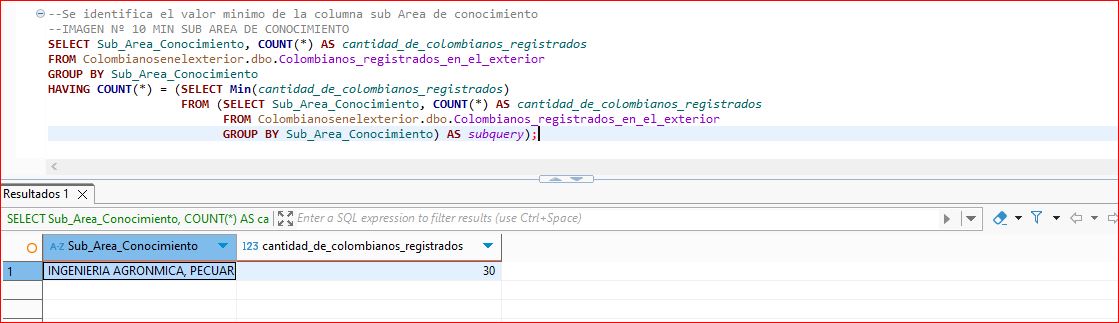 --Se identifica el valor minimo de la columna sub Area de conocimiento
--IMAGEN Nº 10 MIN SUB AREA DE CONOCIMIENTO
SELECT Sub_Area_Conocimiento, COUNT(*) AS cantidad_de_colombianos_registrados
FROM Colombianosenelexterior.dbo.Colombianos_registrados_en_el_exterior
GROUP BY Sub_Area_Conocimiento
HAVING COUNT(*) = (SELECT Min(cantidad_de_colombianos_registrados)
FROM (SELECT Sub_Area_Conocimiento, COUNT(*) AS cantidad_de_colombianos_registrados
FROM Colombianosenelexterior.dbo.Colombianos_registrados_en_el_exterior
GROUP BY Sub_Area_Conocimiento) AS subquery);
Resultados 1
SELECT Sub_Area_Conocimiento, COUNT(*) AS ca Enter a SQL expression to filter results (use Ctrl+Space)
A-Z Sub_Area_Conocimiento 123 cantidad_de_colombianos_registrados
1 INGENIERIA AGRONMICA, PECUAR 30